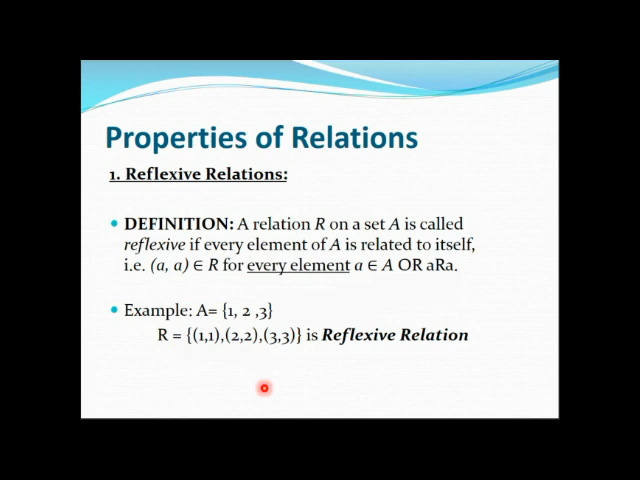 Properties of Relations
1. Reflexive Relations:
• DEFINITION: A relation R on a set A is called
reflexive if every element of A is related to itself,
i.e. (a, a) ∈ R for every element a ∈ A OR aRa.
• Example: A= {1, 2 ,3}
R = {(1,1),(2,2),(3,3)} is Reflexive Relation